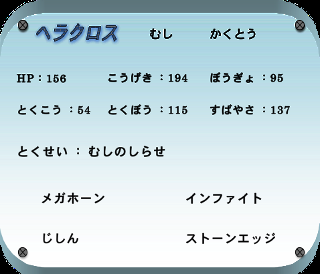 ヘラクロス むし かくとう
HP:156 こうげき:194 ぼうぎょ:95
とくこう:54 とくぼう:115 すばやさ:137
とくせい : むしのしらせ
メガホーン インファイト
じしん ストーンエッジ